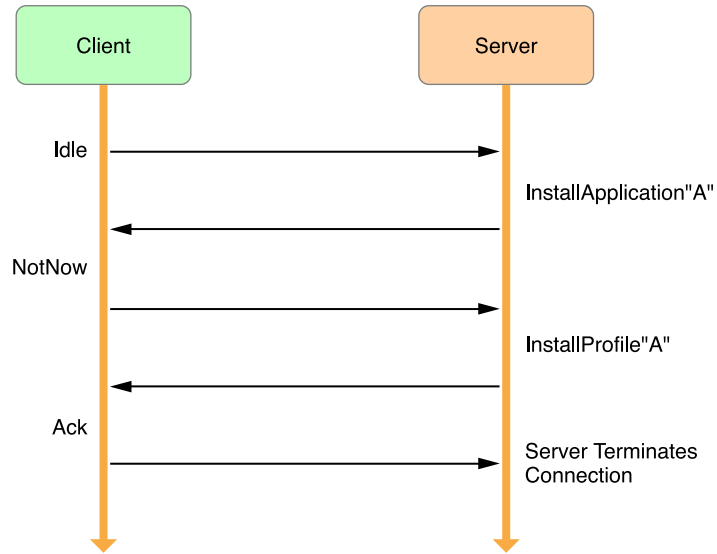 Client
Server
Idle
InstallApplication"A"
NotNow
InstallProfile"A"
Ack
Server Terminates
Connection